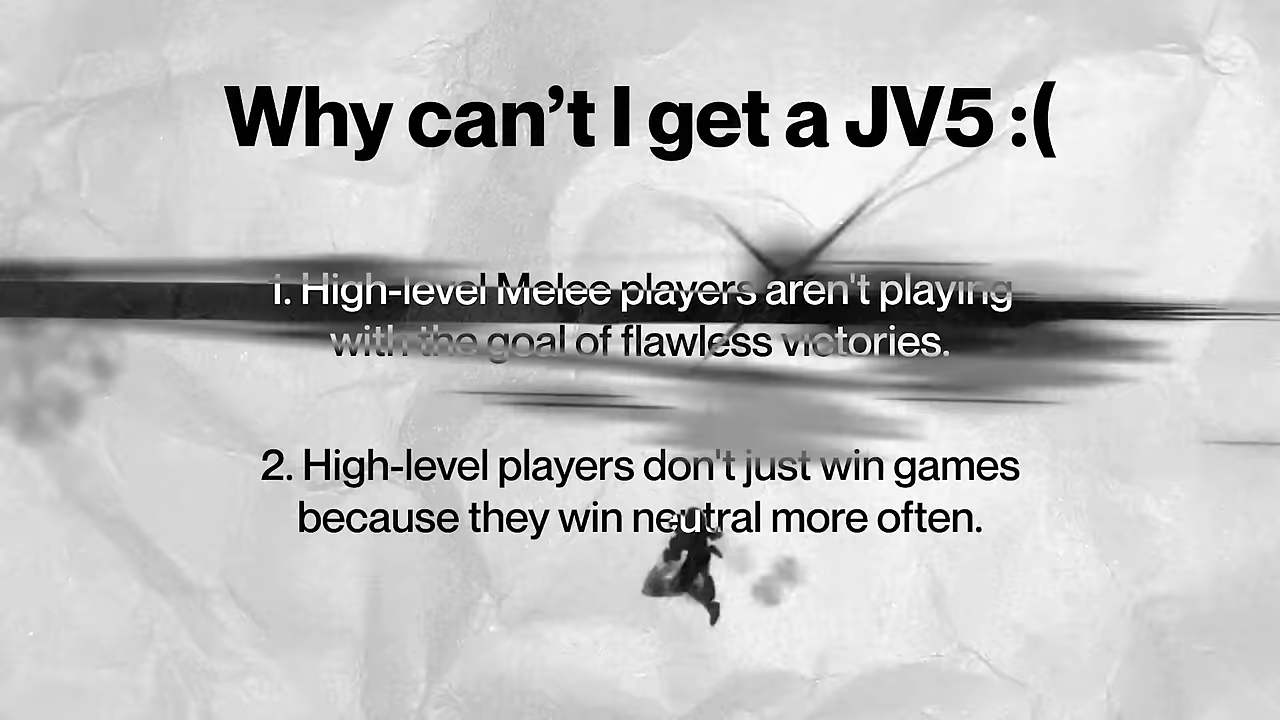 Why can’t I get a JV5 :(
1. High-level Melee players aren't playing
with the goal of flawless victories.
2. High-level players don't just win games
because they win neutral more often.